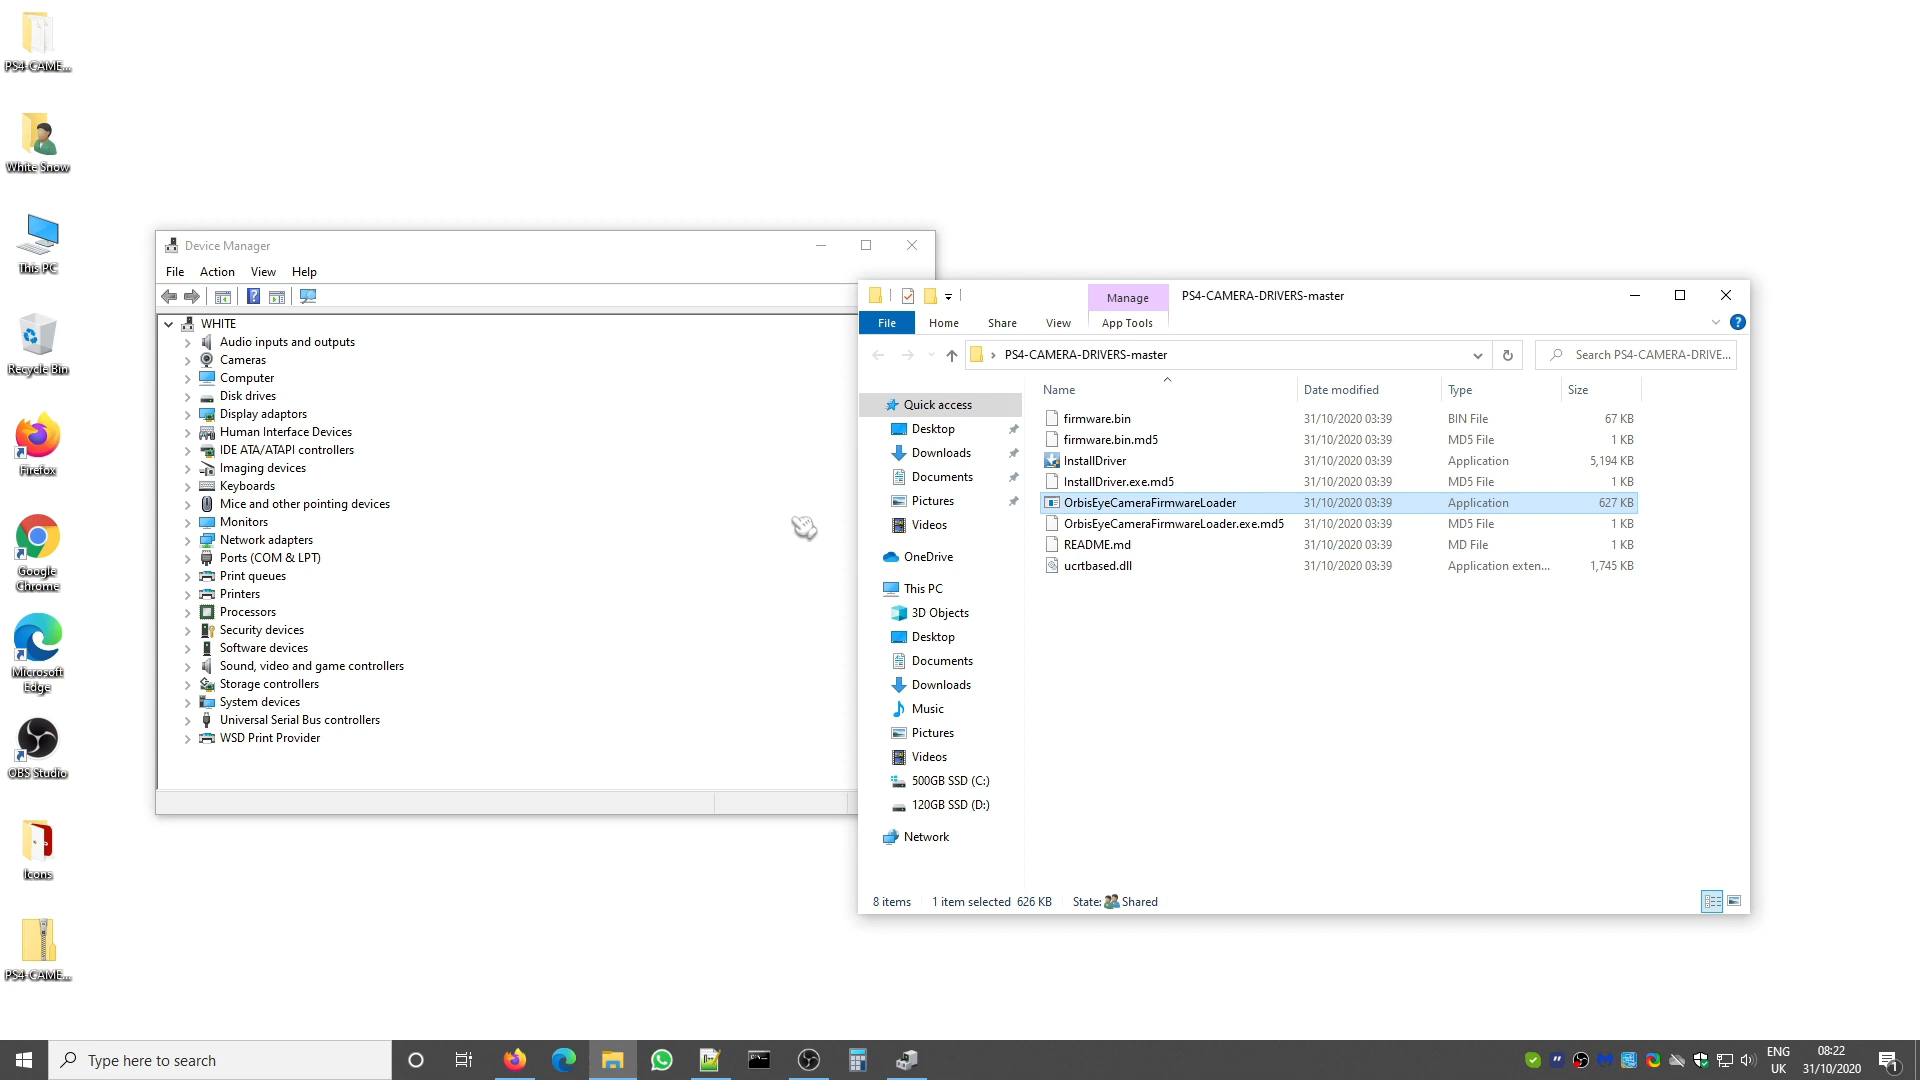 PS4-CAME...
White Snow
This PC
Recycle Bin
Firefox
Google
Chrome
Microsoft
Edge
OBS Studio
Icons
PS4-CAME...
Device Manager
File Action View Help
WHITE
Audio inputs and outputs
Cameras
Computer
Disk drives
Display adaptors
Human Interface Devices
IDE ATA/ATAPI controllers
Imaging devices
Keyboards
Mice and other pointing devices
Monitors
Network adapters
Ports (COM & LPT)
Print queues
Printers
Processors
Security devices
Software devices
Sound, video and game controllers
Storage controllers
System devices
Universal Serial Bus controllers
WSD Print Provider
Manage PS4-CAMERA-DRIVERS-master
File Home Share View App Tools
PS4-CAMERA-DRIVERS-master Search PS4-CAMERA-DRIVE...
Quick access
Desktop
Downloads
Documents
Pictures
Videos
OneDrive
This PC
3D Objects
Desktop
Documents
Downloads
Music
Pictures
Videos
500GB SSD (C:)
120GB SSD (D:)
Network
Name Date modified Type Size
firmware.bin 31/10/2020 03:39 BIN File 67 KB
firmware.bin.md5 31/10/2020 03:39 MD5 File 1 KB
InstallDriver 31/10/2020 03:39 Application 5,194 KB
InstallDriver.exe.md5 31/10/2020 03:39 MD5 File 1 KB
OrbisEyeCameraFirmwareLoader 31/10/2020 03:39 Application 627 KB
OrbisEyeCameraFirmwareLoader.exe.md5 31/10/2020 03:39 MD5 File 1 KB
README.md 31/10/2020 03:39 MD File 1 KB
ucrtbased.dll 31/10/2020 03:39 Application exten... 1,745 KB
8 items 1 item selected 626 KB State: Shared
Type here to search
ENG
UK
08:22
31/10/2020
1